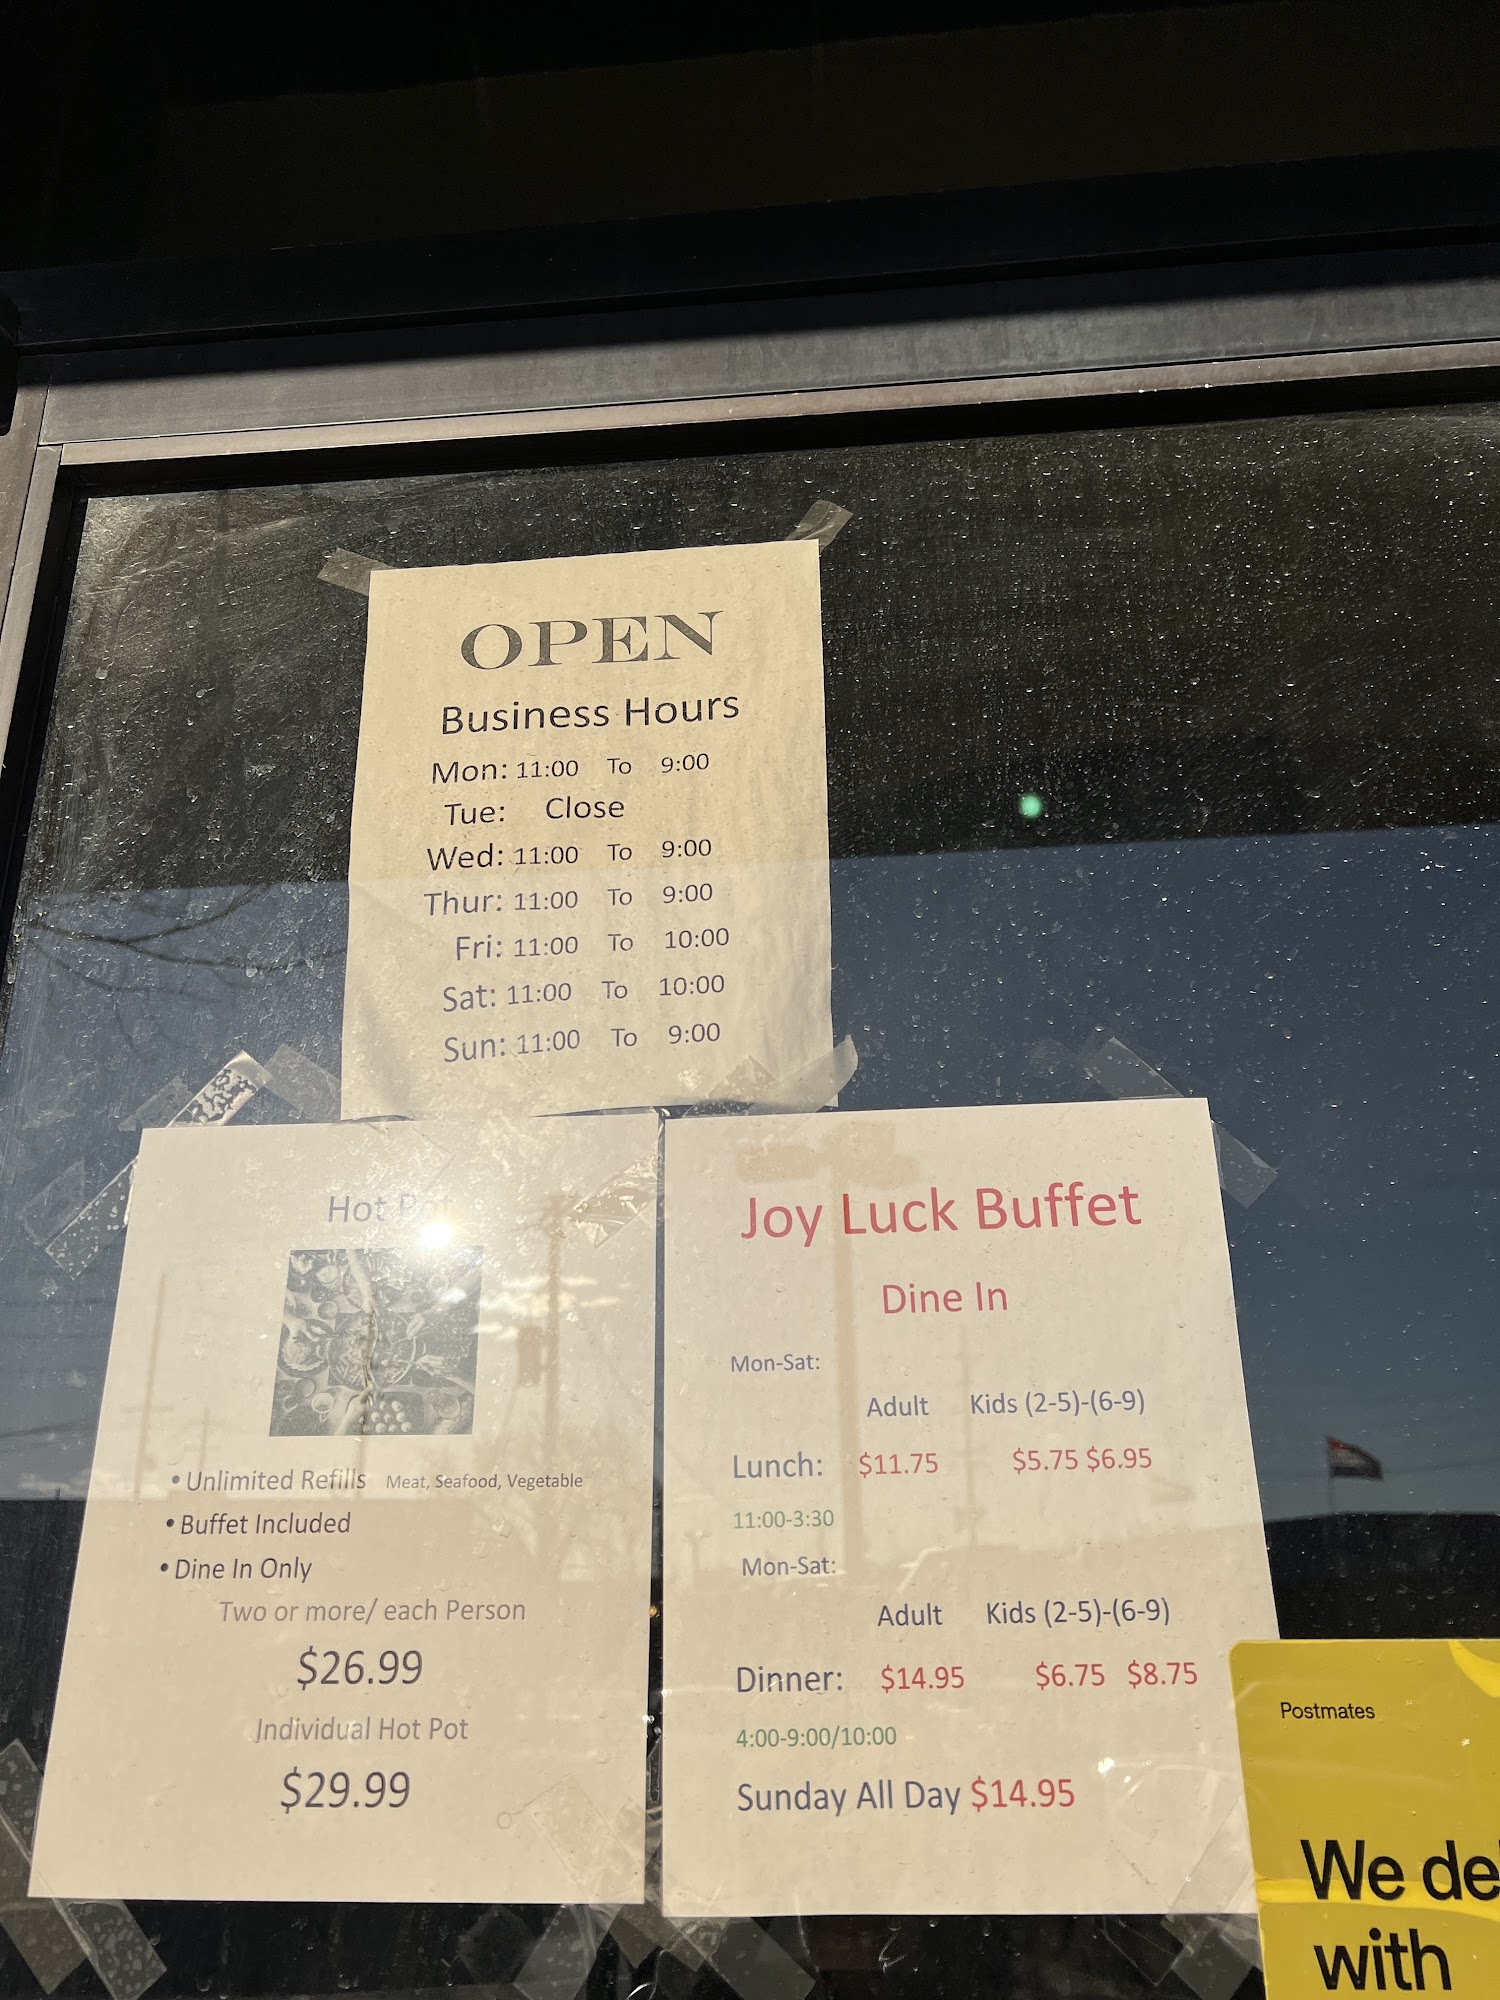 OPEN
Business Hours
Mon: 11:00 To 9:00
Tue: Close
Wed: 11:00 To 9:00
Thur: 11:00 To 9:00
Fri: 11:00 To 10:00
Sat: 11:00 To 10:00
Sun: 11:00 To 9:00
Hot Pot
• Unlimited Refills Meat, Seafood, Vegetable
• Buffet Included
• Dine In Only
Two or more/ each Person
$26.99
Individual Hot Pot
$29.99
Joy Luck Buffet
Dine In
Mon-Sat:
Adult Kids (2-5)-(6-9)
Lunch: $11.75 $5.75 $6.95
11:00-3:30
Mon-Sat:
Adult Kids (2-5)-(6-9)
Dinner: $14.95 $6.75 $8.75
4:00-9:00/10:00
Sunday All Day $14.95
Postmates
We de
with